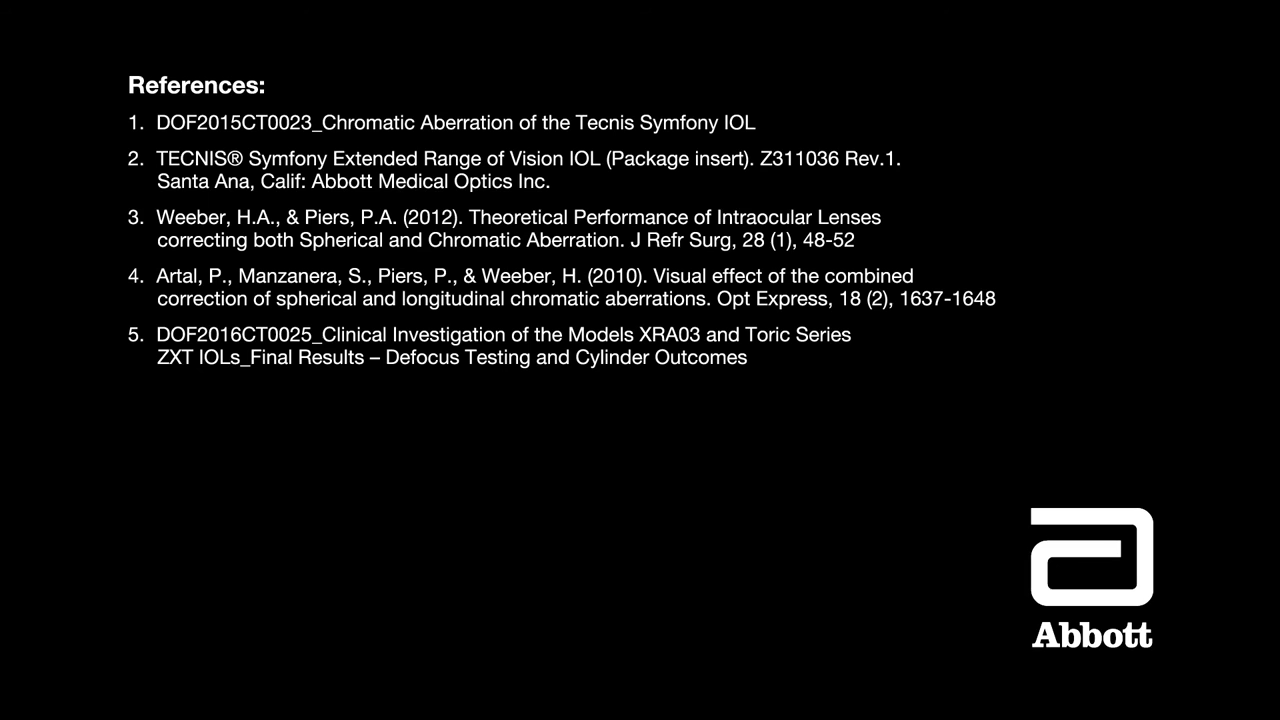 References:
1. DOF2015CT0023_Chromatic Aberration of the Tecnis Symfony IOL
2. TECNIS® Symfony Extended Range of Vision IOL (Package insert). Z311036 Rev.1.
Santa Ana, Calif: Abbott Medical Optics Inc.
3. Weeber, H.A., & Piers, P.A. (2012). Theoretical Performance of Intraocular Lenses
correcting both Spherical and Chromatic Aberration. J Refr Surg, 28 (1), 48-52
4. Artal, P., Manzanera, S., Piers, P., & Weeber, H. (2010). Visual effect of the combined
correction of spherical and longitudinal chromatic aberrations. Opt Express, 18 (2), 1637-1648
5. DOF2016CT0025_Clinical Investigation of the Models XRA03 and Toric Series
ZXT IOLs_Final Results – Defocus Testing and Cylinder Outcomes
Abbott